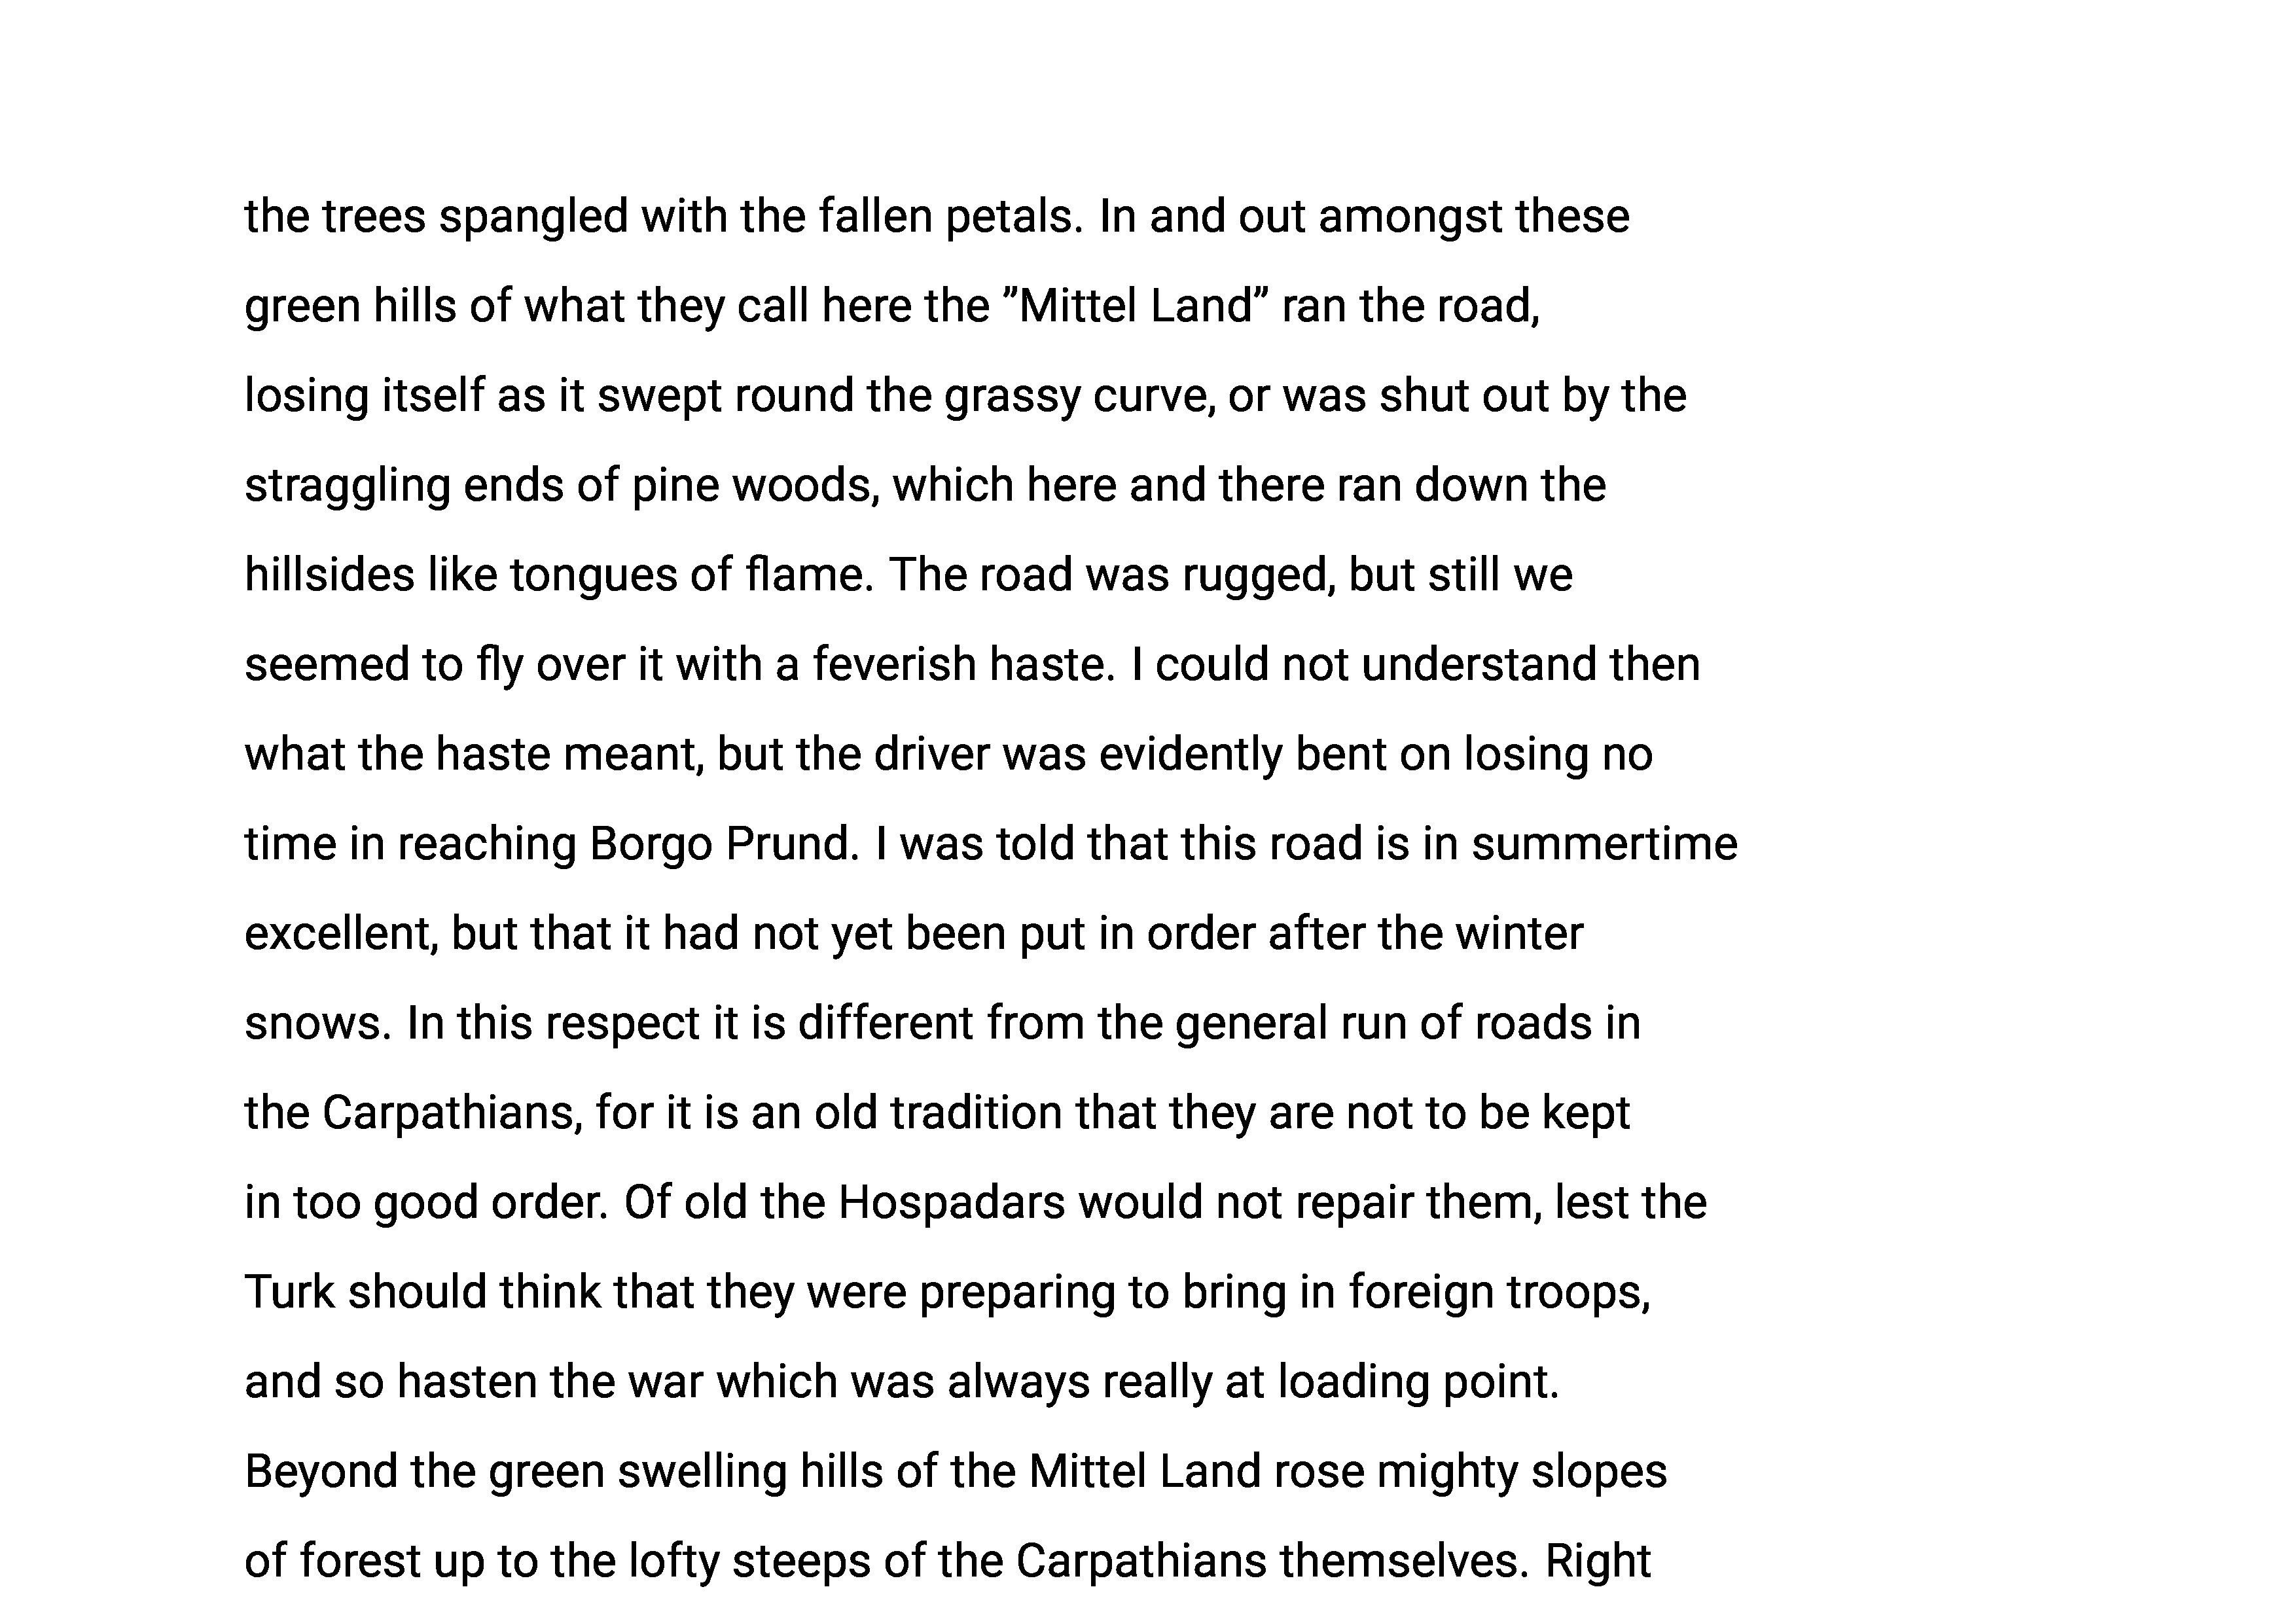 the trees spangled with the fallen petals. In and out amongst these
green hills of what they call here the ”Mittel Land” ran the road,
losing itself as it swept round the grassy curve, or was shut out by the
straggling ends of pine woods, which here and there ran down the
hillsides like tongues of flame. The road was rugged, but still we
seemed to fly over it with a feverish haste. I could not understand then
what the haste meant, but the driver was evidently bent on losing no
time in reaching Borgo Prund. I was told that this road is in summertime
excellent, but that it had not yet been put in order after the winter
snows. In this respect it is different from the general run of roads in
the Carpathians, for it is an old tradition that they are not to be kept
in too good order. Of old the Hospadars would not repair them, lest the
Turk should think that they were preparing to bring in foreign troops,
and so hasten the war which was always really at loading point.
Beyond the green swelling hills of the Mittel Land rose mighty slopes
of forest up to the lofty steeps of the Carpathians themselves. Right